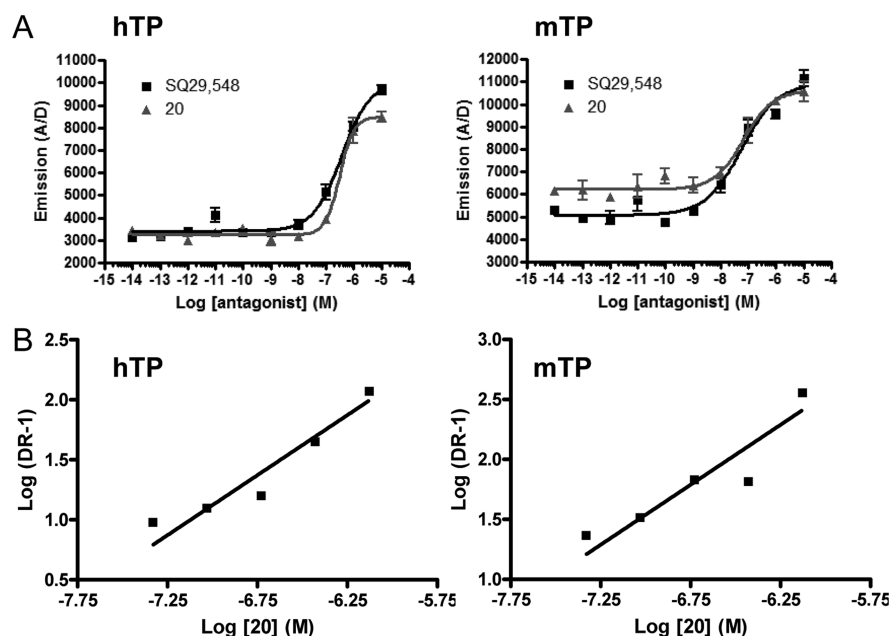 A
hTP
mTP
SQ29,548
20
11000
10000
9000
8000
7000
6000
5000
4000
3000
2000
Emission (A/D)
-15 -14 -13 -12 -11 -10 -9 -8 -7 -6 -5 -4
Log [antagonist] (M)
SQ29,548
20
13000
12000
11000
10000
9000
8000
7000
6000
5000
4000
3000
Emission (A/D)
-15 -14 -13 -12 -11 -10 -9 -8 -7 -6 -5 -4
Log [antagonist] (M)
B
hTP
2.5
2.0
1.5
1.0
0.5
Log (DR-1)
-7.75 -7.25 -6.75 -6.25 -5.75
Log [20] (M)
mTP
3.0
2.5
2.0
1.5
1.0
Log (DR-1)
-7.75 -7.25 -6.75 -6.25 -5.75
Log [20] (M)